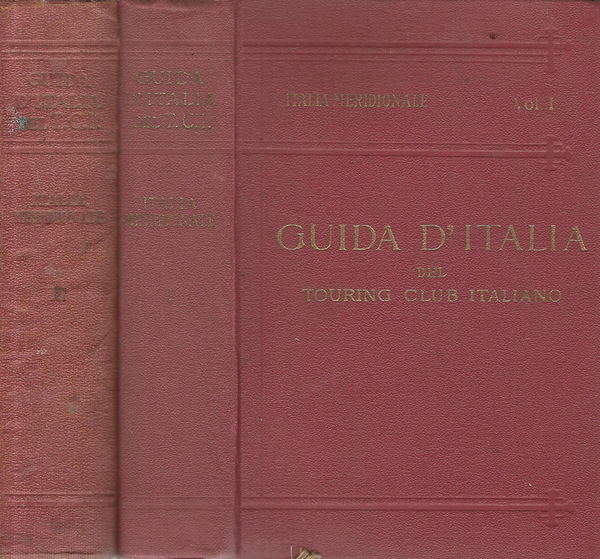 GUIDA
D'ITALIA
DEL T.C.I.
ITALIA
MERIDIONALE
GUIDA
D'ITALIA
DEL T.C.I.
ITALIA
MERIDIONALE
ITALIA MERIDIONALE Vol I
GUIDA D'ITALIA
DEL
TOURING CLUB ITALIANO